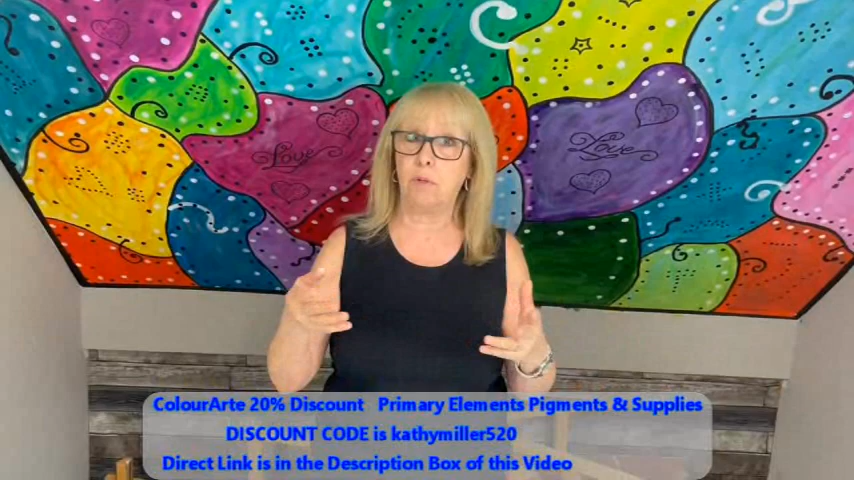 Love
Love
ColourArte 20% Discount Primary Elements Pigments & Supplies
DISCOUNT CODE is kathymiller520
Direct Link is in the Description Box of this Video